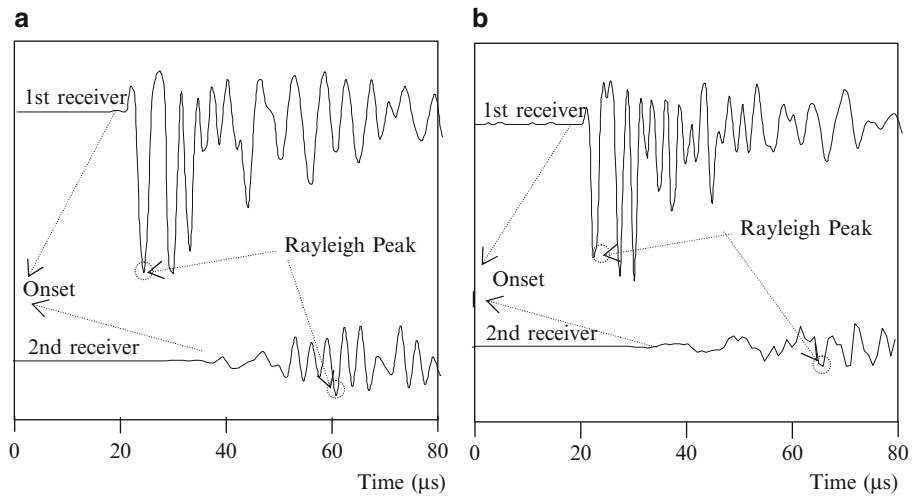 a
1st receiver
Rayleigh Peak
Onset
2nd receiver
0 20 40 60 80
Time (μs)
b
1st receiver
Rayleigh Peak
Onset
2nd receiver
0 20 40 60 80
Time (μs)